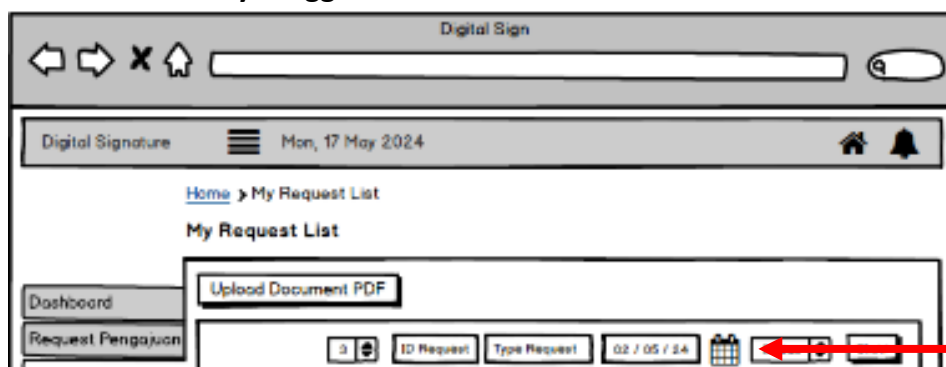 Digital Sign
Digital Signature Mon, 17 May 2024
Home > My Request List
My Request List
Upload Document PDF
Dashboard
Request Pengajuan
3 ID Request Type Request 02 / 05 / 24